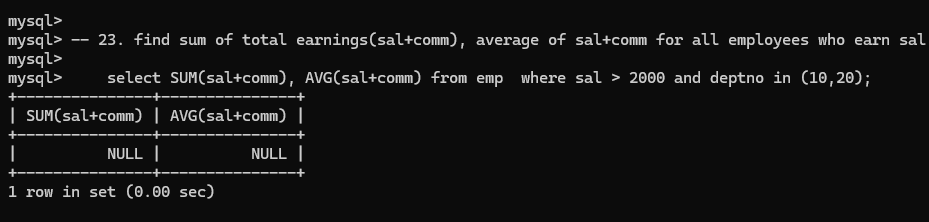 mysql>
mysql> -- 23. find sum of total earnings(sal+comm), average of sal+comm for all employees who earn sal
mysql>
mysql>     select SUM(sal+comm), AVG(sal+comm) from emp  where sal > 2000 and deptno in (10,20);
+---------------+---------------+
| SUM(sal+comm) | AVG(sal+comm) |
+---------------+---------------+
|          NULL |          NULL |
+---------------+---------------+
1 row in set (0.00 sec)